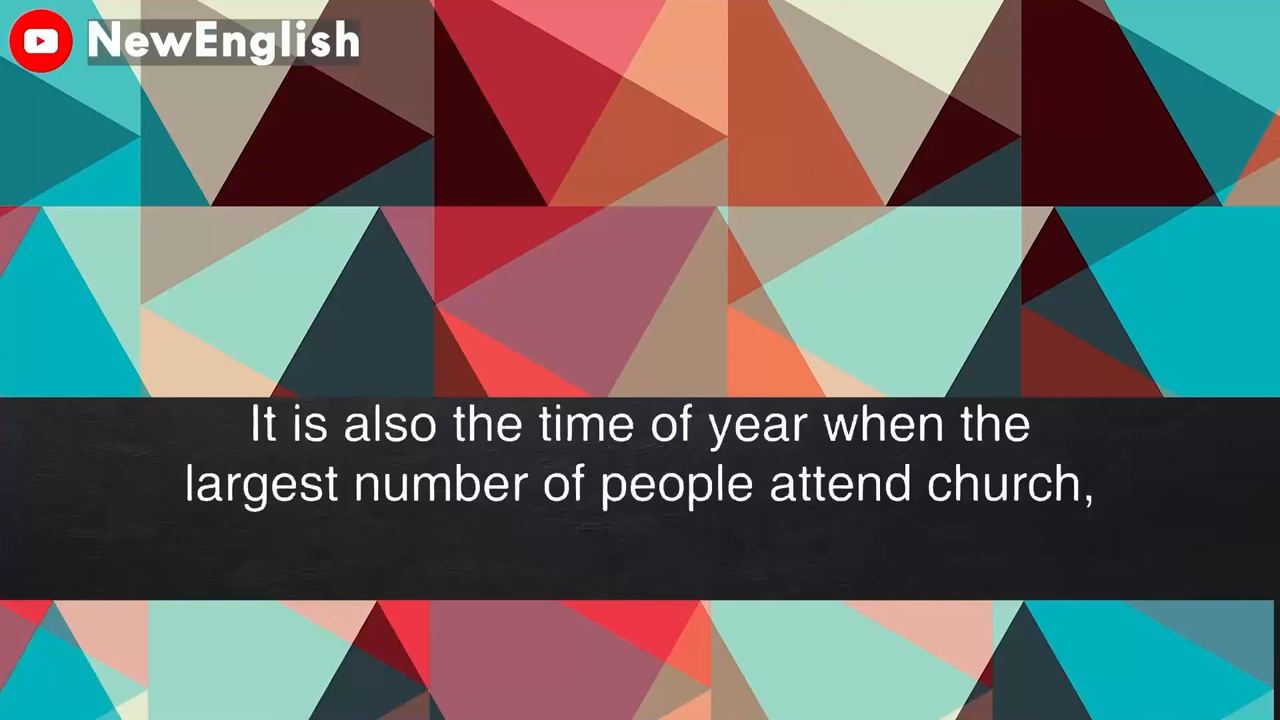 NewEnglish
It is also the time of year when the
largest number of people attend church,